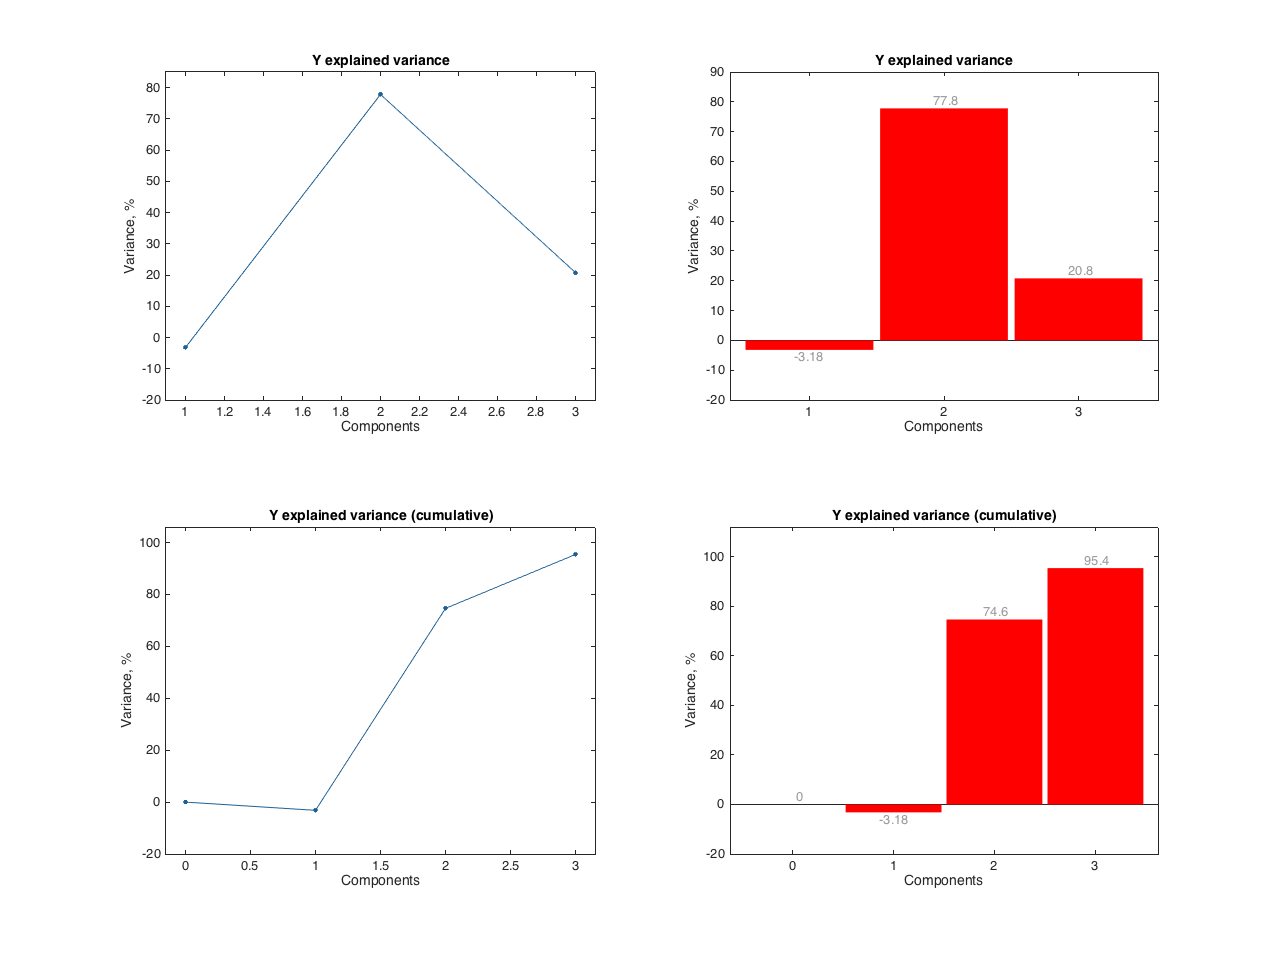 Y explained variance
80
70
60
50
40
30
20
10
0
-10
-20
Variance, %
1 1.2 1.4 1.6 1.8 2 2.2 2.4 2.6 2.8 3
Components
Y explained variance
90
80
70
60
50
40
30
20
10
0
-10
-20
Variance, %
77.8
20.8
-3.18
1 2 3
Components
Y explained variance (cumulative)
100
80
60
40
20
0
-20
Variance, %
0 0.5 1 1.5 2 2.5 3
Components
Y explained variance (cumulative)
100
80
60
40
20
0
-20
Variance, %
95.4
74.6
0
-3.18
0 1 2 3
Components